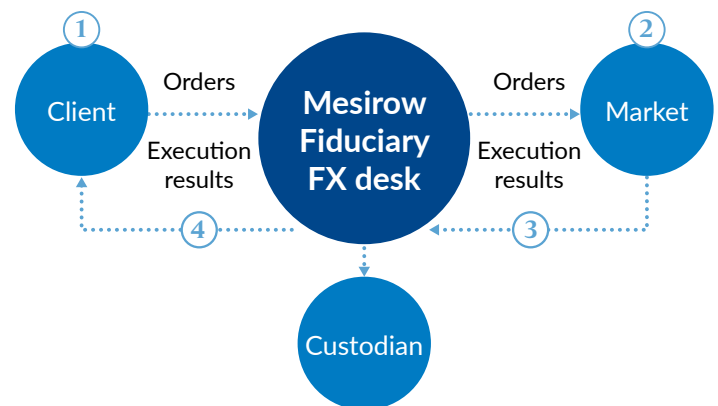 1
2
Client
Orders
Mesirow
Fiduciary
FX desk
Orders
Market
Execution
results
Execution
results
4
3
Custodian